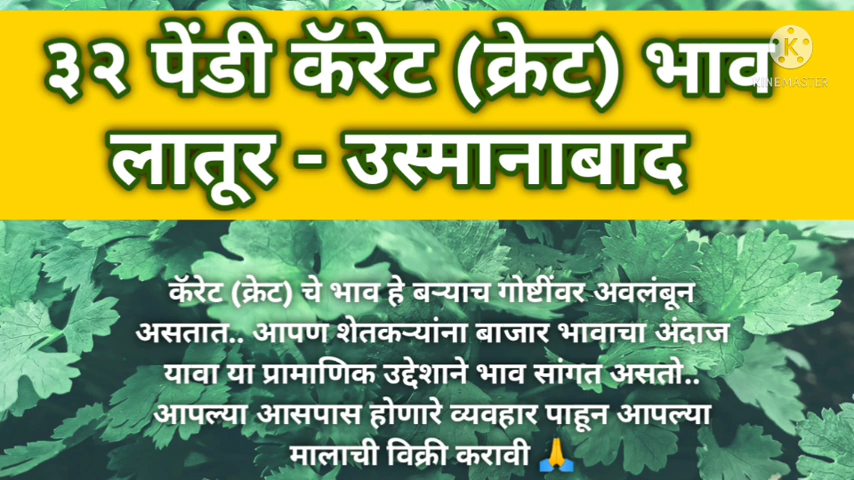 ३२ पेंडी कॅरेट (क्रेट) भाव
लातूर - उस्मानाबाद
K
KINEMASTER
कॅरेट (क्रेट) चे भाव हे बऱ्याच गोष्टींवर अवलंबून
असतात.. आपण शेतकऱ्यांना बाजार भावाचा अंदाज
यावा या प्रामाणिक उद्देशाने भाव सांगत असतो..
आपल्या आसपास होणारे व्यवहार पाहून आपल्या
मालाची विक्री करावी 🙏